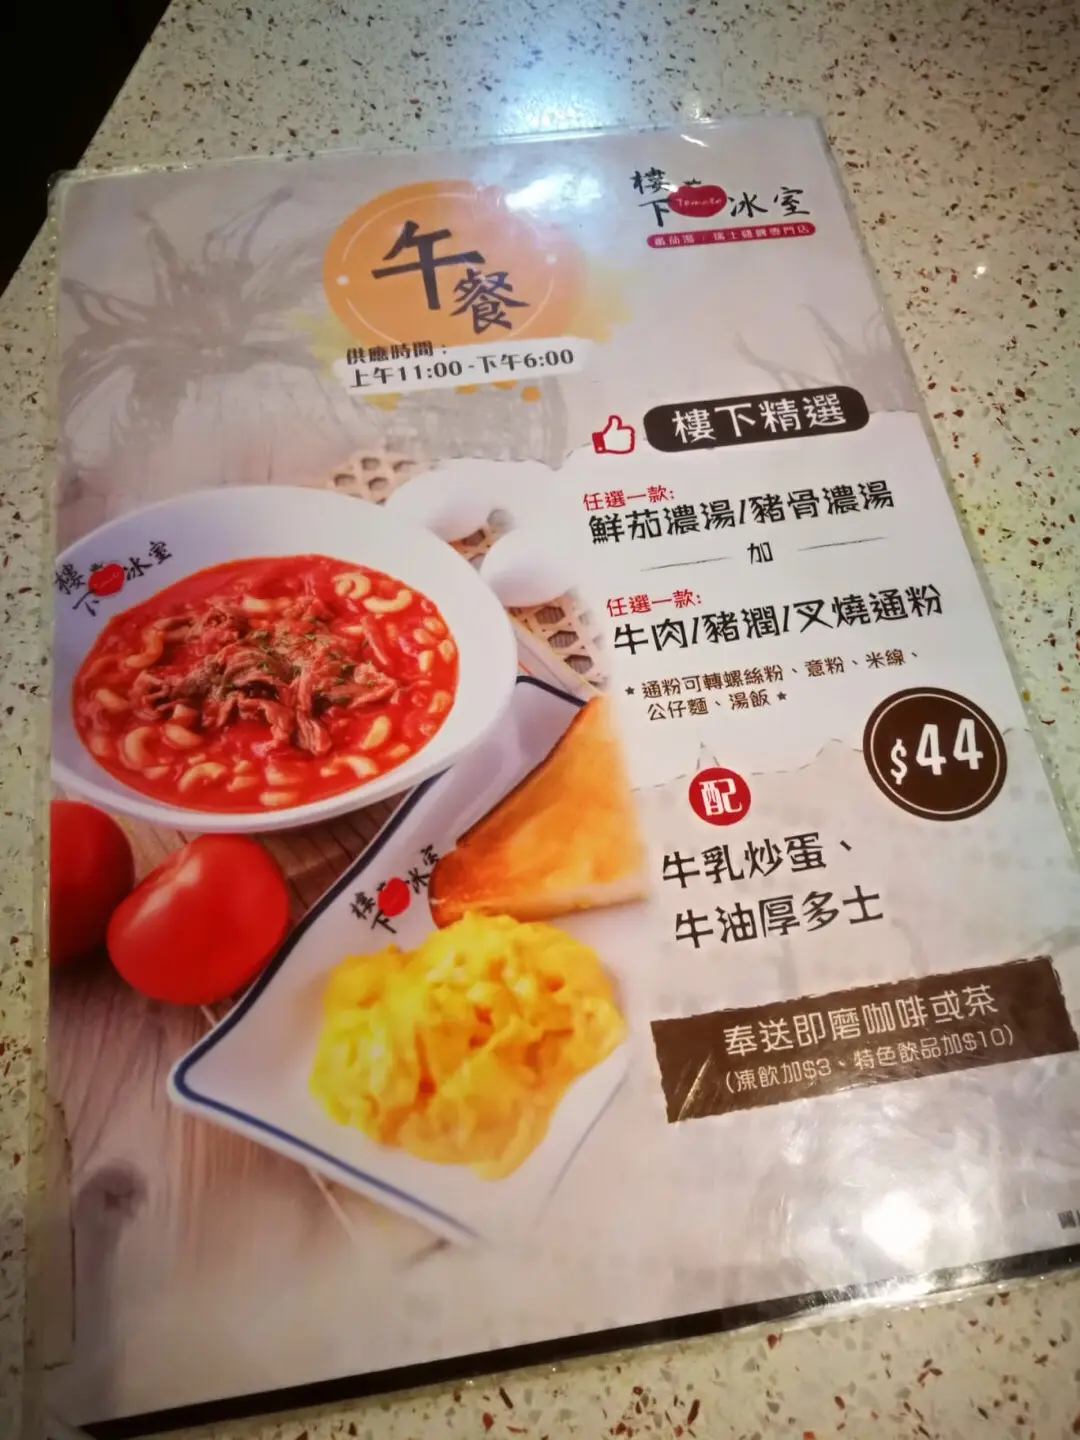 樓下 Tomato 冰室
番茄湯·瑞士雞翼專門店
午餐
供應時間：
上午11:00-下午6:00
樓下精選
任選一款:
鮮茄濃湯/豬骨濃湯
加
任選一款:
牛肉/豬潤/叉燒通粉
★通粉可轉螺絲粉、意粉、米線、
公仔麵、湯飯★
$44
配
牛乳炒蛋、
牛油厚多士
奉送即磨咖啡或茶
(凍飲加$3、特色飲品加$10)
樓下冰室
樓下冰室